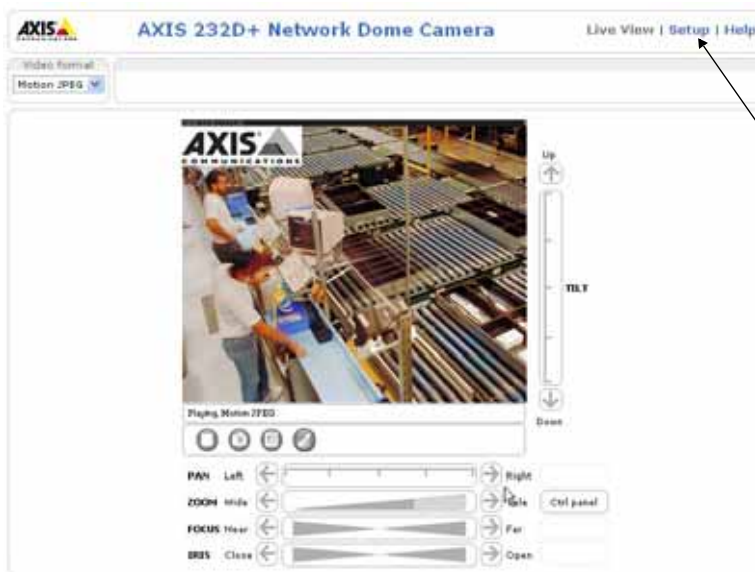 AXIS
COMMUNICATIONS
AXIS 232D+ Network Dome Camera
Live View | Setup | Help
Video format
Motion JPEG
AXIS
COMMUNICATIONS
Up
TILT
Down
Playing, Motion JPEG
PAN Left Right
ZOOM Wide Tele Ctrl panel
FOCUS Near Far
IRIS Close Open